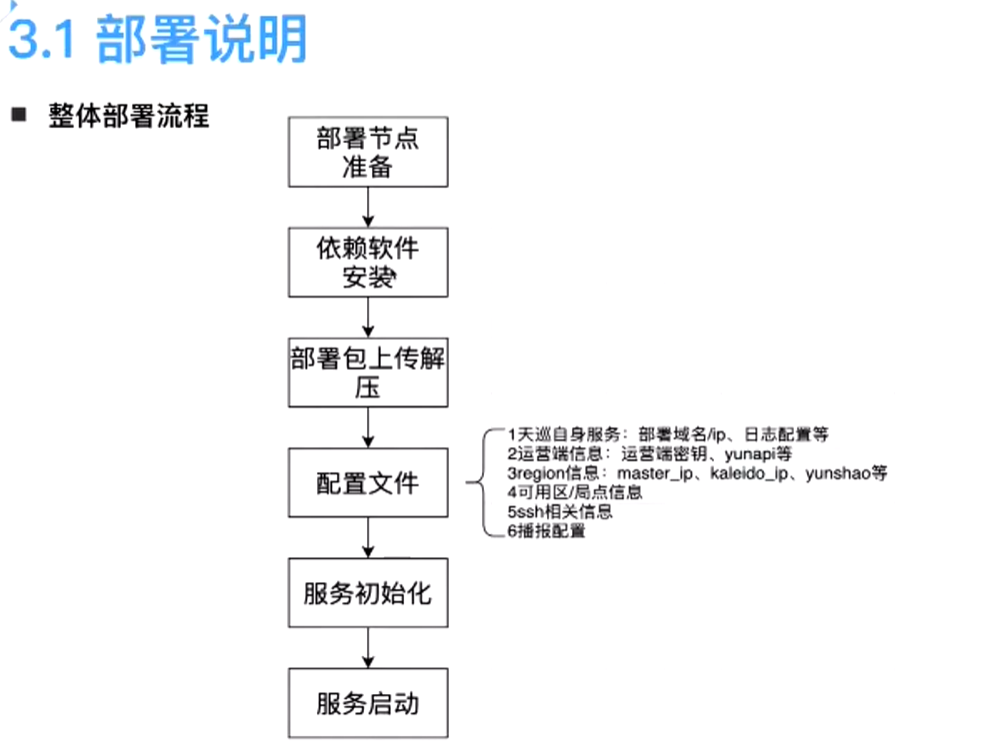 3.1 部署说明
■ 整体部署流程
部署节点
准备
依赖软件
安装
部署包上传解
压
配置文件
1天巡自身服务：部署域名/ip、日志配置等
2运营端信息：运营端密钥、yunapi等
3region信息：master_ip、kaleido_ip、yunshao等
4可用区/局点信息
5ssh相关信息
6播报配置
服务初始化
服务启动